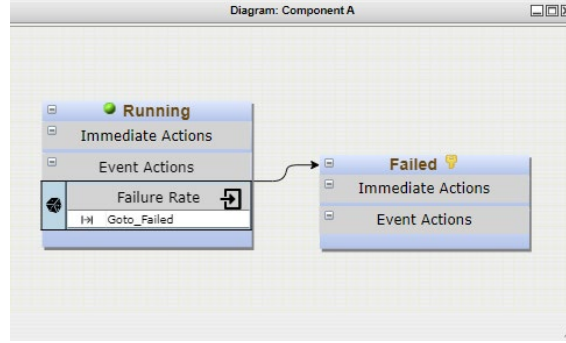 Diagram: Component A
Running
Immediate Actions
Event Actions
Failure Rate
Goto_Failed
Failed
Immediate Actions
Event Actions